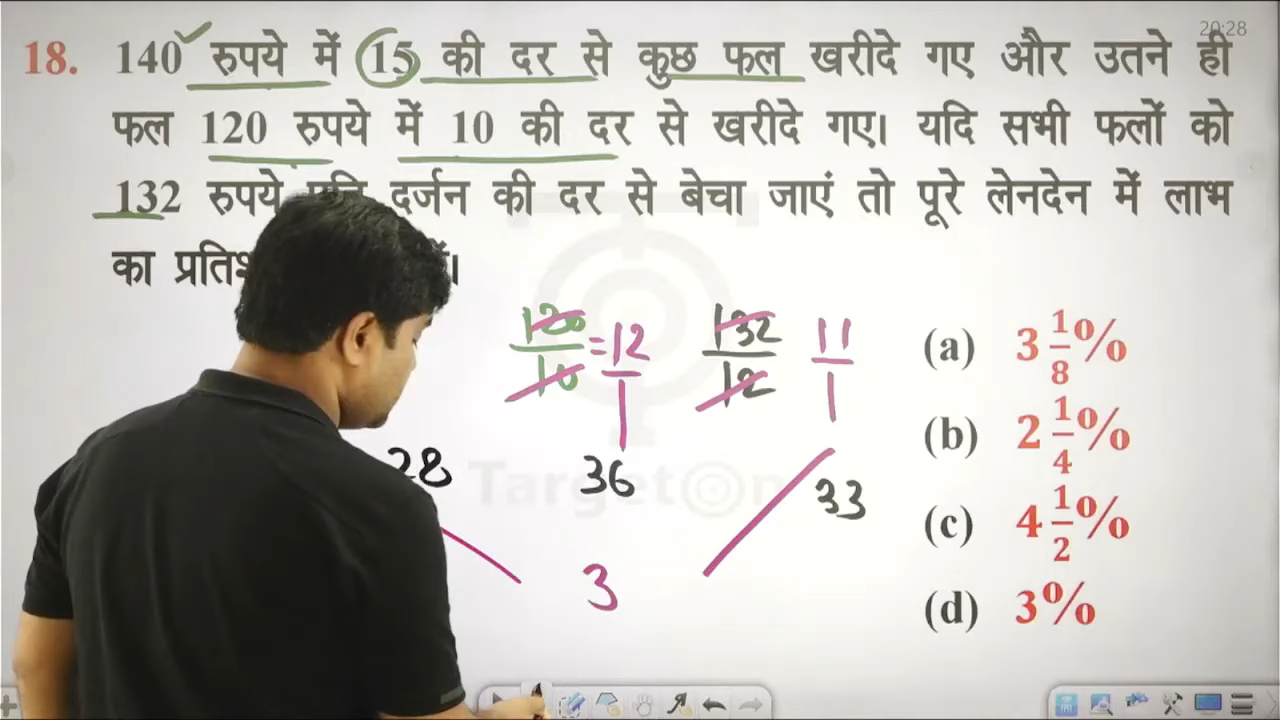 20:28
18. 140 रुपये में 15 की दर से कुछ फल खरीदे गए और उतने ही
फल 120 रुपये में 10 की दर से खरीदे गए। यदि सभी फलों को
132 रुपये दर्जन की दर से बेचा जाएं तो पूरे लेनदेन में लाभ
का
120/10 = 12/1 132/12 11/1
28 36 33
3
(a) 3 1/8%
(b) 2 1/4%
(c) 4 1/2%
(d) 3%